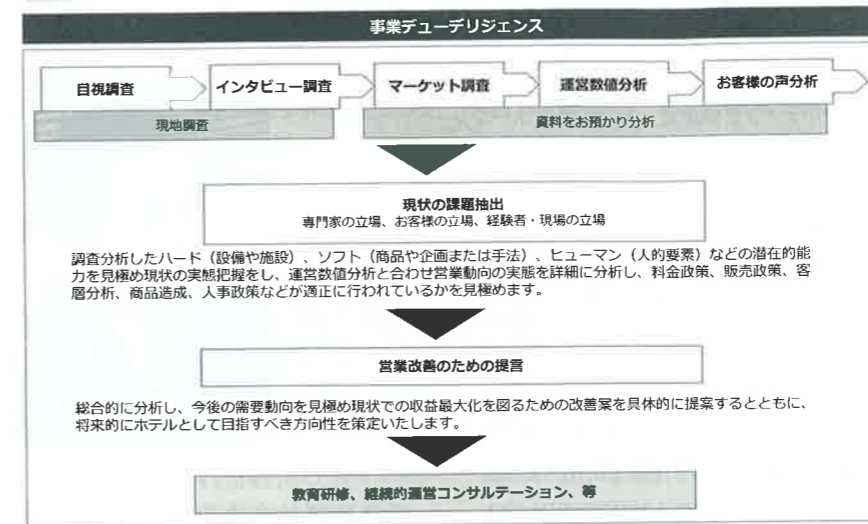 事業デューデリジェンス
目視調査
インタビュー調査
マーケット調査
運営数値分析
お客様の声分析
現地調査
資料をお預かり分析
現状の課題抽出
専門家の立場、お客様の立場、経験者・現場の立場
調査分析したハード（設備や施設）、ソフト（商品や企画または手法）、ヒューマン（人的要素）などの潜在的能
力を見極め現状の実態把握をし、運営数値分析と合わせ営業動向の実態を詳細に分析し、料金政策、販売政策、客
層分析、商品造成、人事政策などが適正に行われているかを見極めます。
営業改善のための提言
総合的に分析し、今後の需要動向を見極め現状での収益最大化を図るための改善案を具体的に提案するとともに、
将来的にホテルとして目指すべき方向性を策定いたします。
教育研修、継続的運営コンサルテーション、等